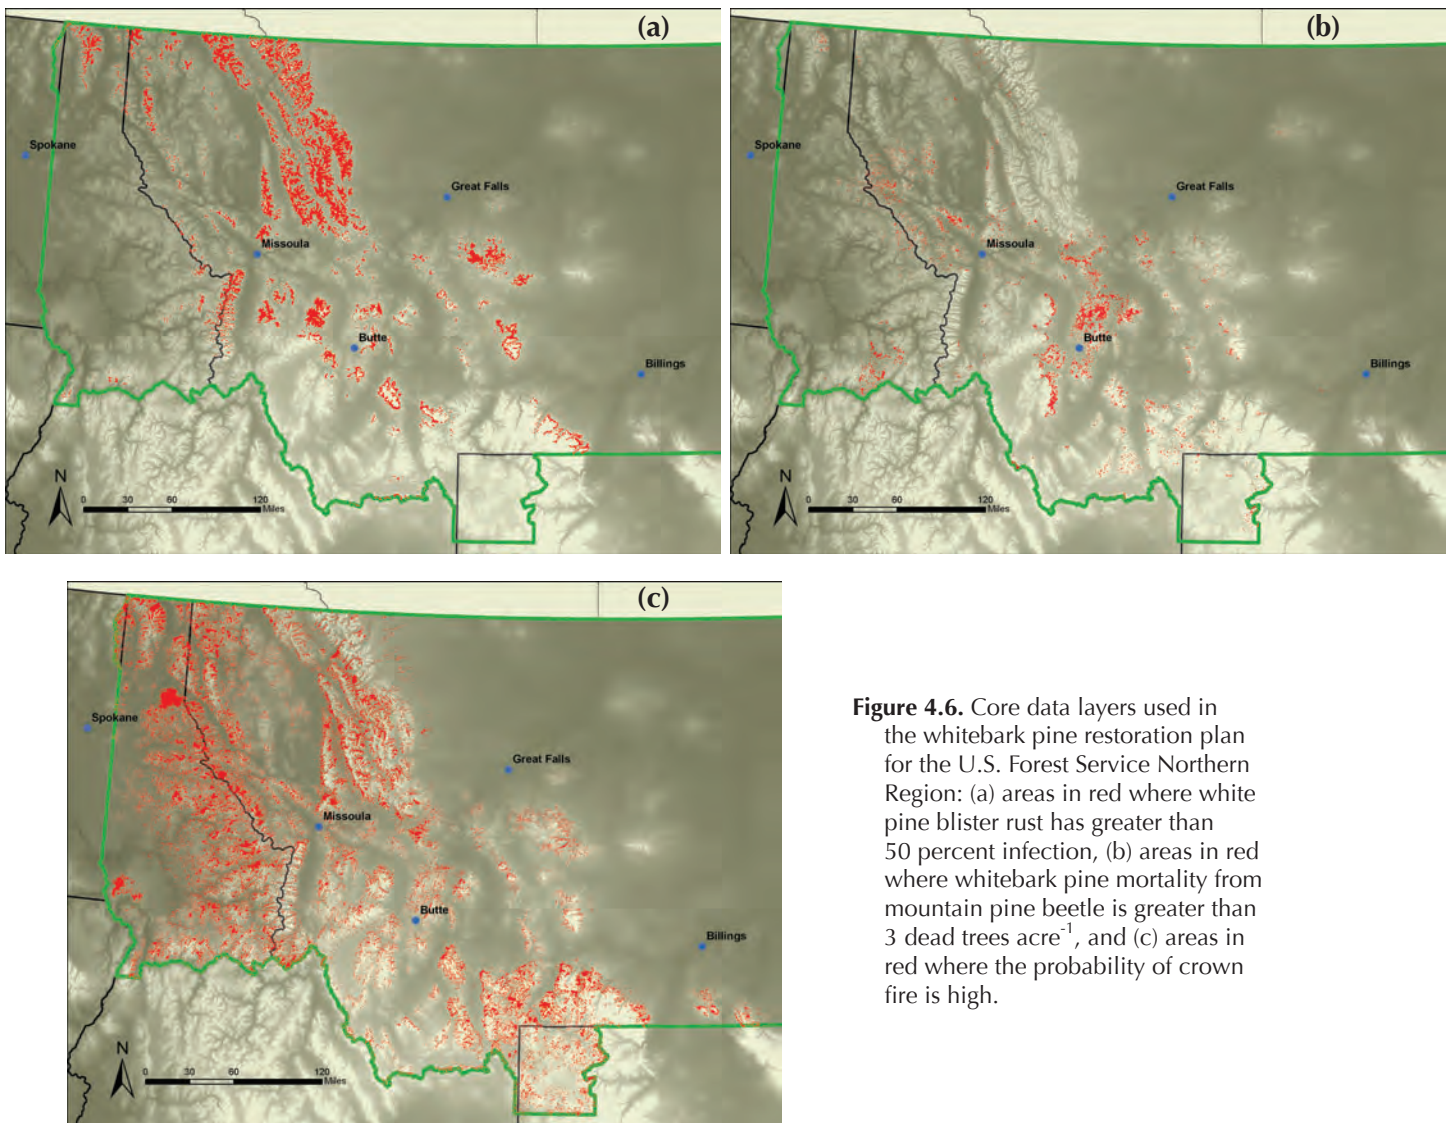 (a)
Spokane
Great Falls
Missoula
Butte
Billings
N
0 30 60 120
Miles
(b)
Spokane
Great Falls
Missoula
Butte
Billings
N
0 30 60 120
Miles
(c)
Spokane
Great Falls
Missoula
Butte
Billings
N
0 30 60 120
Miles
Figure 4.6. Core data layers used in
the whitebark pine restoration plan
for the U.S. Forest Service Northern
Region: (a) areas in red where white
pine blister rust has greater than
50 percent infection, (b) areas in red
where whitebark pine mortality from
mountain pine beetle is greater than
3 dead trees acre-1, and (c) areas in
red where the probability of crown
fire is high.